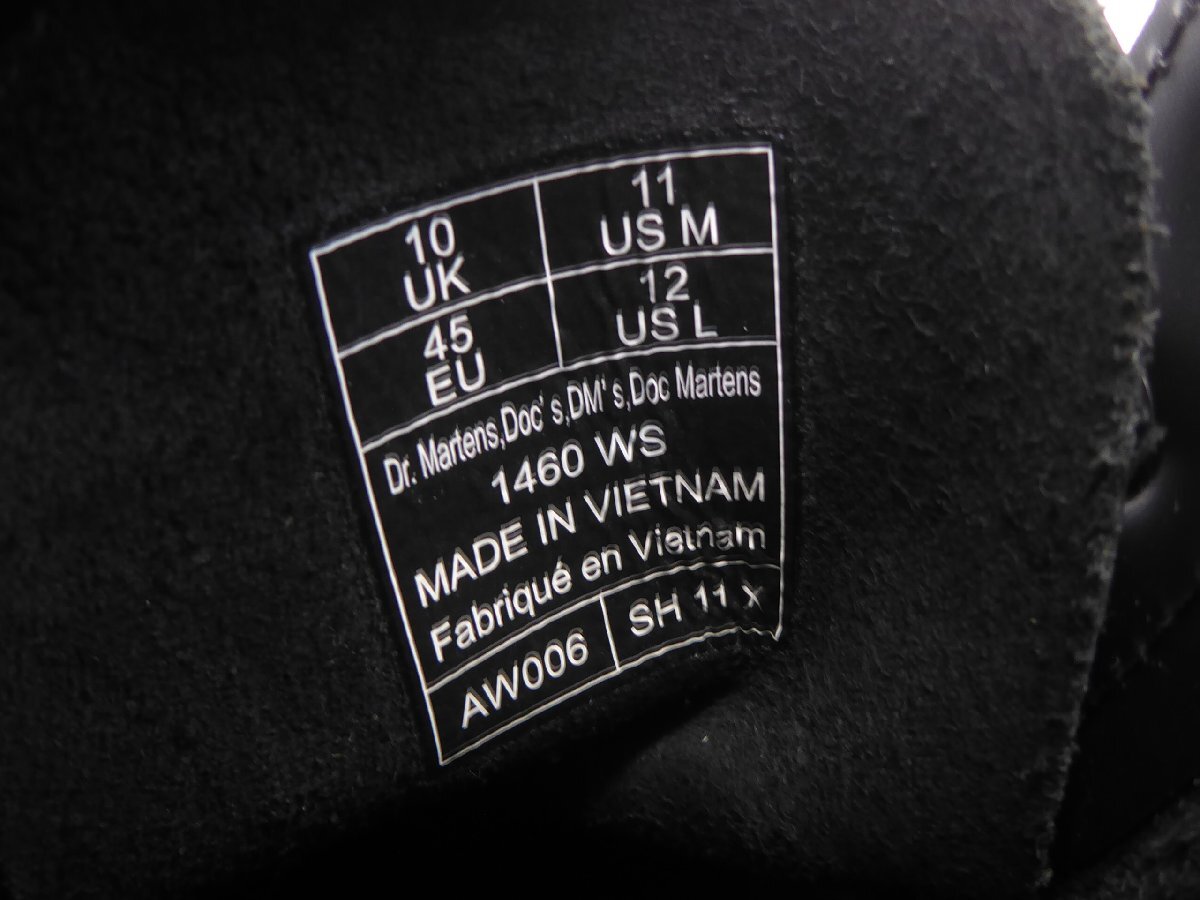 10
UK
11
US M
45
EU
12
US L
Dr. Martens,Doc's,DM's,Doc Martens
1460 WS
MADE IN VIETNAM
Fabriqué en Vietnam
AW006
SH 11 x